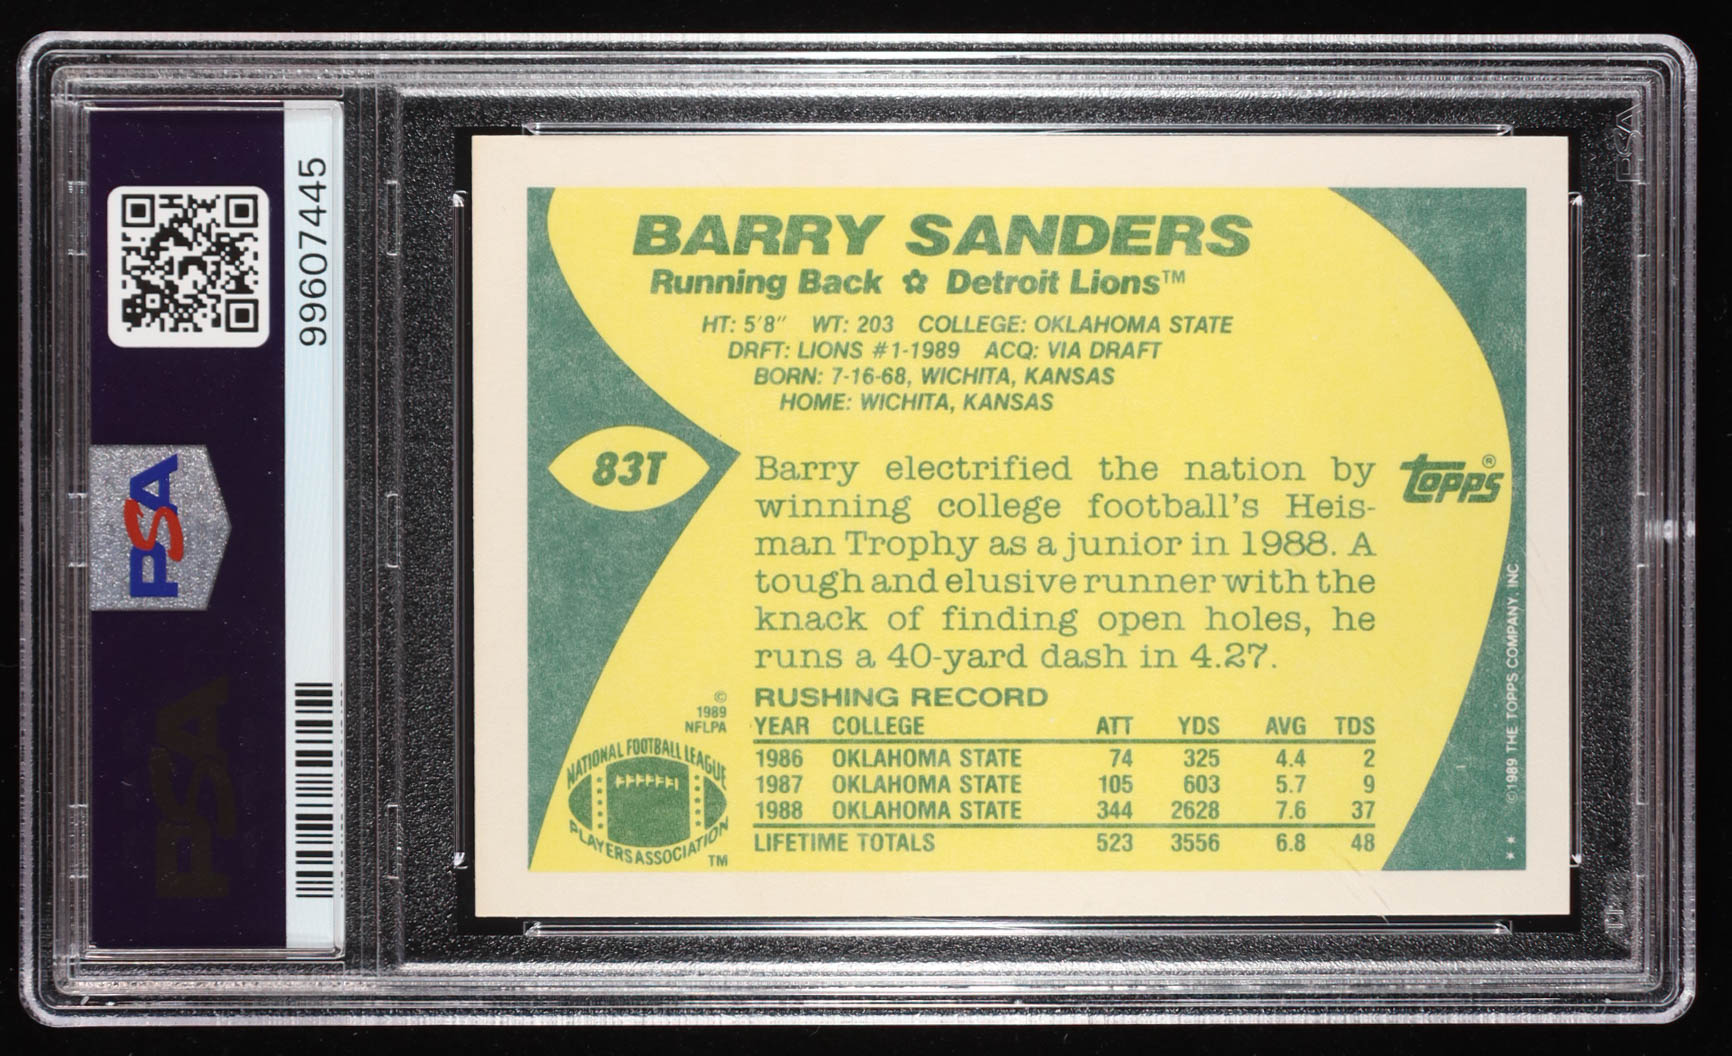 99607445
PSA
PSA
PSA
BARRY SANDERS
Running Back ✿ Detroit Lions™
HT: 5'8" WT: 203 COLLEGE: OKLAHOMA STATE
DRFT: LIONS #1-1989 ACQ: VIA DRAFT
BORN: 7-16-68, WICHITA, KANSAS
HOME: WICHITA, KANSAS
83T
Barry electrified the nation by
winning college football's Heis-
man Trophy as a junior in 1988. A
tough and elusive runner with the
knack of finding open holes, he
runs a 40-yard dash in 4.27.
topps®
RUSHING RECORD
YEAR COLLEGE ATT YDS AVG TDS
1986 OKLAHOMA STATE 74 325 4.4 2
1987 OKLAHOMA STATE 105 603 5.7 9
1988 OKLAHOMA STATE 344 2628 7.6 37
LIFETIME TOTALS 523 3556 6.8 48
©
1989
NFLPA
NATIONAL FOOTBALL LEAGUE
PLAYERS ASSOCIATION
TM
* * ©1989 THE TOPPS COMPANY, INC.